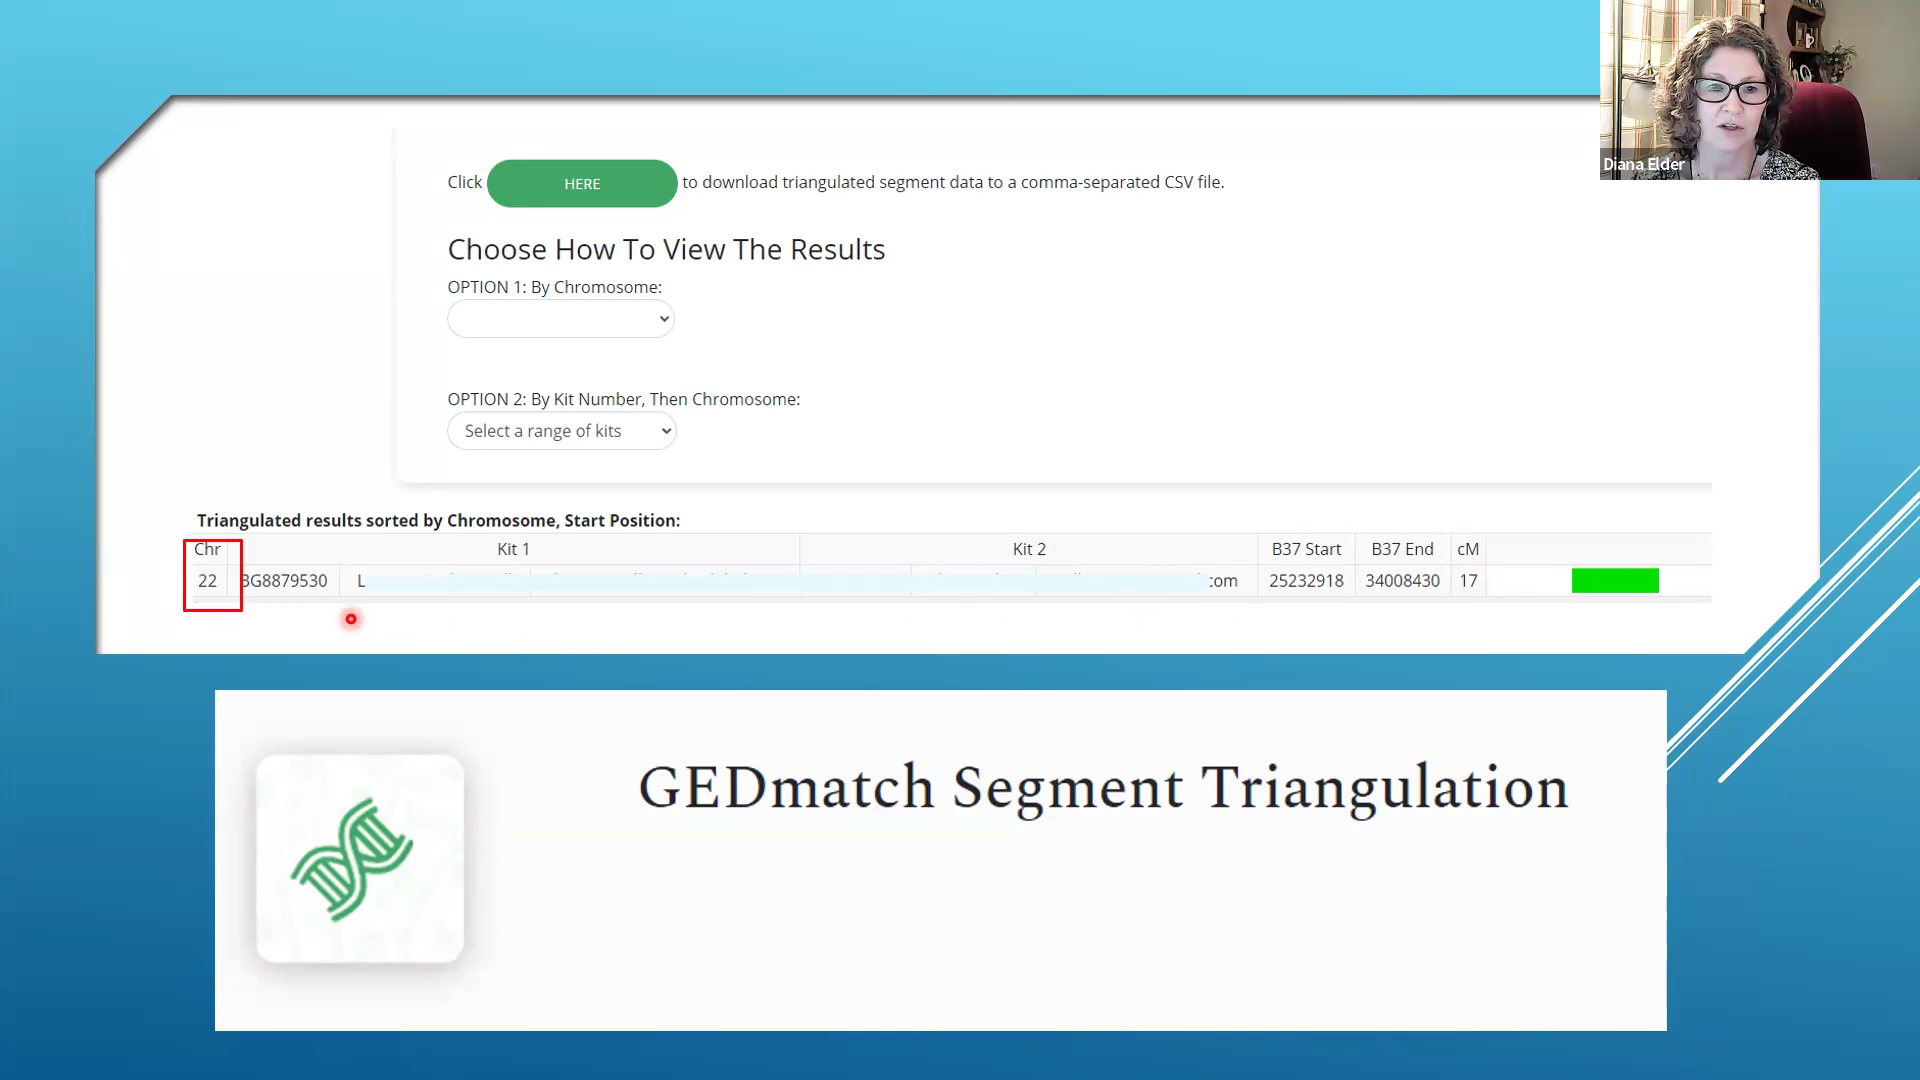 Diana Elder
Click HERE to download triangulated segment data to a comma-separated CSV file.
Choose How To View The Results
OPTION 1: By Chromosome:
OPTION 2: By Kit Number, Then Chromosome:
Select a range of kits
Triangulated results sorted by Chromosome, Start Position:
Chr Kit 1 Kit 2 B37 Start B37 End cM
22 BG8879530 L com 25232918 34008430 17
GEDmatch Segment Triangulation